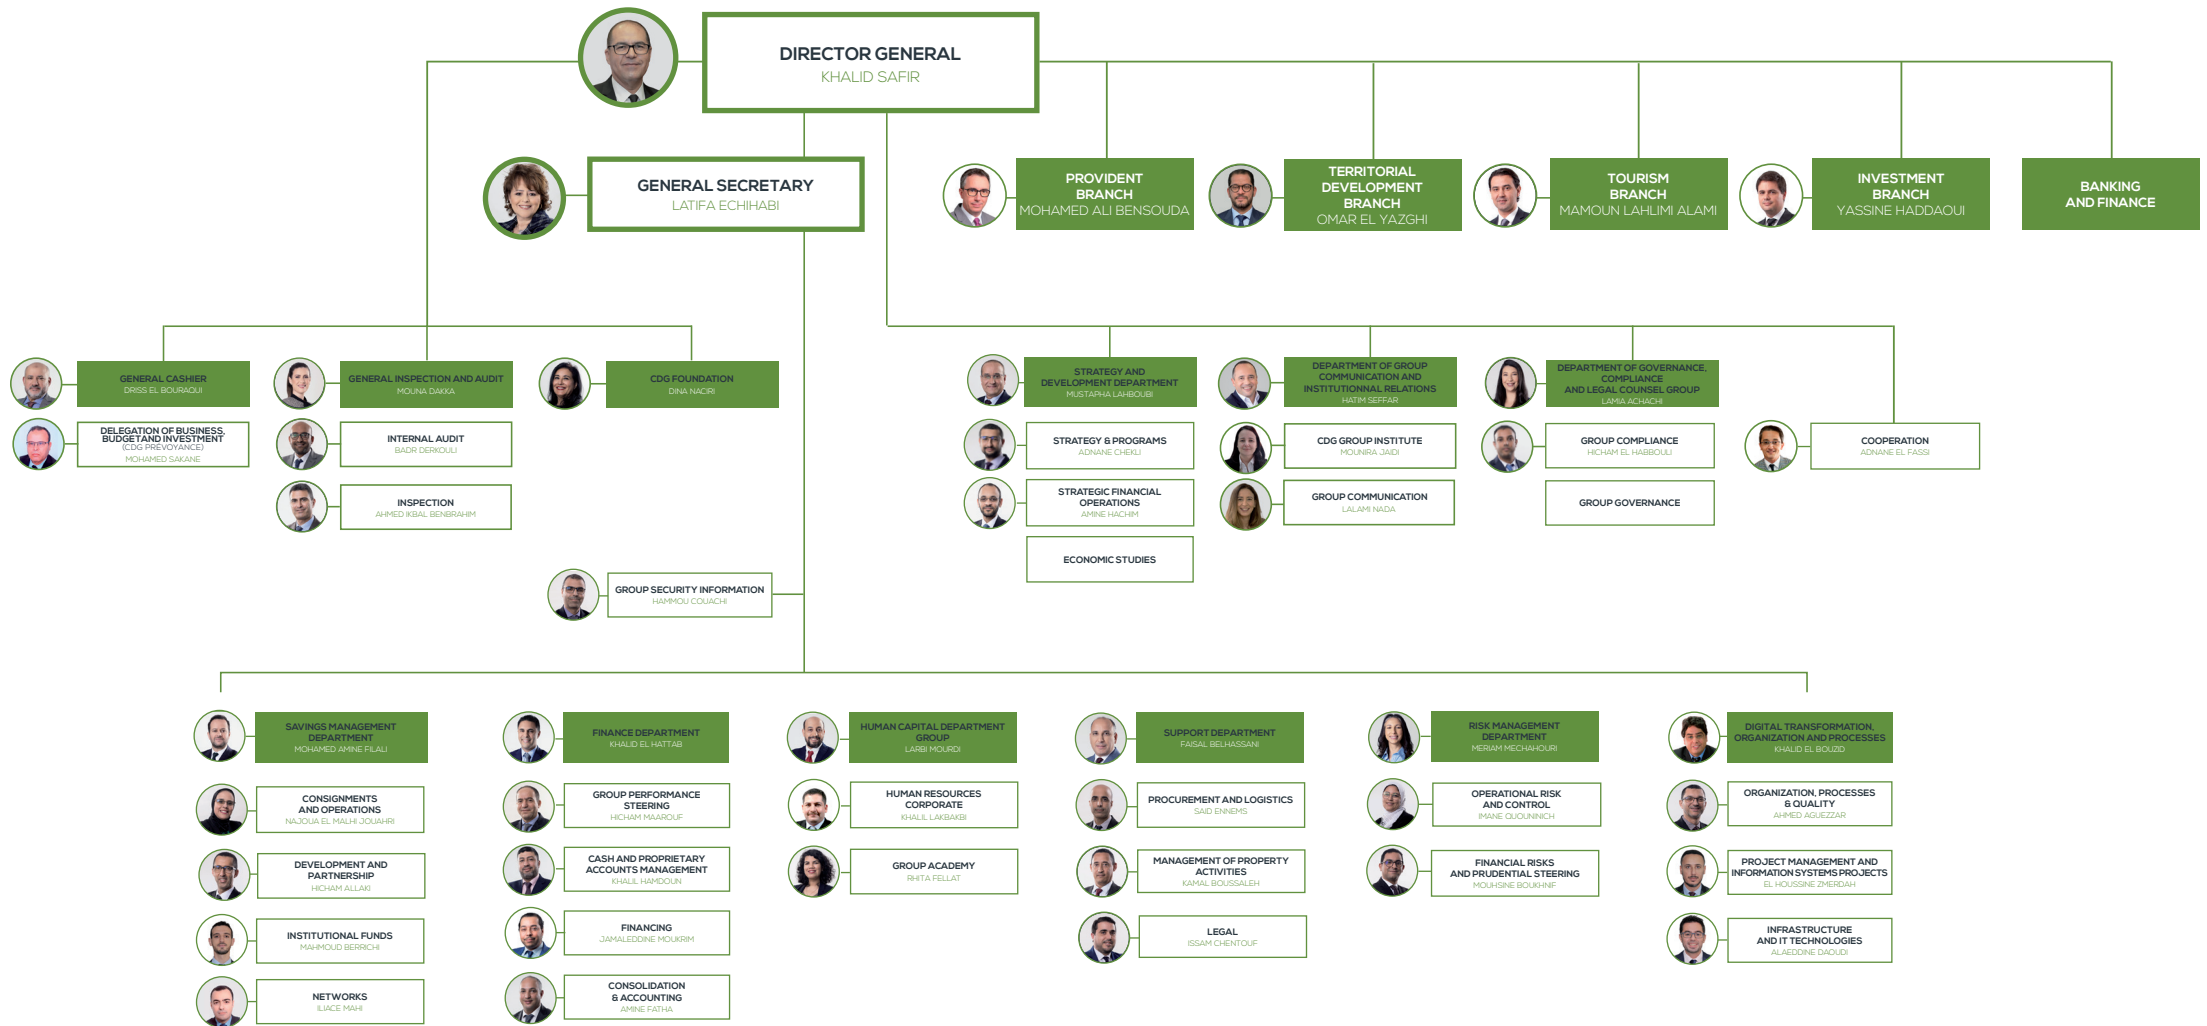 DIRECTOR GENERAL
KHALID SAFIR
GENERAL SECRETARY
LATIFA ECHIHABI
PROVIDENT
BRANCH
MOHAMED ALI BENSOUDA
TERRITORIAL
DEVELOPMENT
BRANCH
OMAR EL YAZGHI
TOURISM
BRANCH
MAMOUN LAHLIMI ALAMI
INVESTMENT
BRANCH
YASSINE HADDAOUI
BANKING
AND FINANCE
GENERAL CASHIER
DRISS EL BOURAOUI
DELEGATION OF BUSINESS,
BUDGETAND INVESTMENT
(CDG PRÉVOYANCE)
MOHAMED SAKANE
GENERAL INSPECTION AND AUDIT
MOUNA DAKKA
INTERNAL AUDIT
BADR DERKOULI
INSPECTION
AHMED IKBAL BENBRAHIM
CDG FOUNDATION
DINA NACIRI
STRATEGY AND
DEVELOPMENT DEPARTMENT
MUSTAPHA LAHBOUBI
STRATEGY & PROGRAMS
ADNANE CHEKLI
STRATEGIC FINANCIAL
OPERATIONS
AMINE HACHIM
ECONOMIC STUDIES
DEPARTMENT OF GROUP
COMMUNICATION AND
INSTITUTIONNAL RELATIONS
HATIM SEFFAR
CDG GROUP INSTITUTE
MOUNIRA JAIDI
GROUP COMMUNICATION
LALAMI NADA
DEPARTMENT OF GOVERNANCE,
COMPLIANCE
AND LEGAL COUNSEL GROUP
LAMIA ACHACHI
GROUP COMPLIANCE
HICHAM EL HABBOULI
GROUP GOVERNANCE
COOPERATION
ADNANE EL FASSI
GROUP SECURITY INFORMATION
HAMMOU COUACHI
SAVINGS MANAGEMENT
DEPARTMENT
MOHAMED AMINE FILALI
CONSIGNMENTS
AND OPERATIONS
NAJOUA EL MALHI JOUAHRI
DEVELOPMENT AND
PARTNERSHIP
HICHAM ALLAKI
INSTITUTIONAL FUNDS
MAHMOUD BERRICHI
NETWORKS
ILIACE MAHI
FINANCE DEPARTMENT
KHALID EL HATTAB
GROUP PERFORMANCE
STEERING
HICHAM MAAROUF
CASH AND PROPRIETARY
ACCOUNTS MANAGEMENT
KHALIL HAMDOUN
FINANCING
JAMALEDDINE MOUKRIM
CONSOLIDATION
& ACCOUNTING
AMINE FATHA
HUMAN CAPITAL DEPARTMENT
GROUP
LARBI MOURDI
HUMAN RESOURCES
CORPORATE
KHALIL LAKBAKBI
GROUP ACADEMY
RHITA FELLAT
SUPPORT DEPARTMENT
FAISAL BELHASSANI
PROCUREMENT AND LOGISTICS
SAID ENNEMS
MANAGEMENT OF PROPERTY
ACTIVITIES
KAMAL BOUSSALEH
LEGAL
ISSAM CHENTOUF
RISK MANAGEMENT
DEPARTMENT
MERIAM MECHAHOURI
OPERATIONAL RISK
AND CONTROL
IMANE OUOUNINICH
FINANCIAL RISKS
AND PRUDENTIAL STEERING
MOUHSINE BOUKHNIF
DIGITAL TRANSFORMATION,
ORGANIZATION AND PROCESSES
KHALID EL BOUZID
ORGANIZATION, PROCESSES
& QUALITY
AHMED AGUEZZAR
PROJECT MANAGEMENT AND
INFORMATION SYSTEMS PROJECTS
EL HOUSSINE ZMERDAH
INFRASTRUCTURE
AND IT TECHNOLOGIES
ALAEDDINE DAOUDI